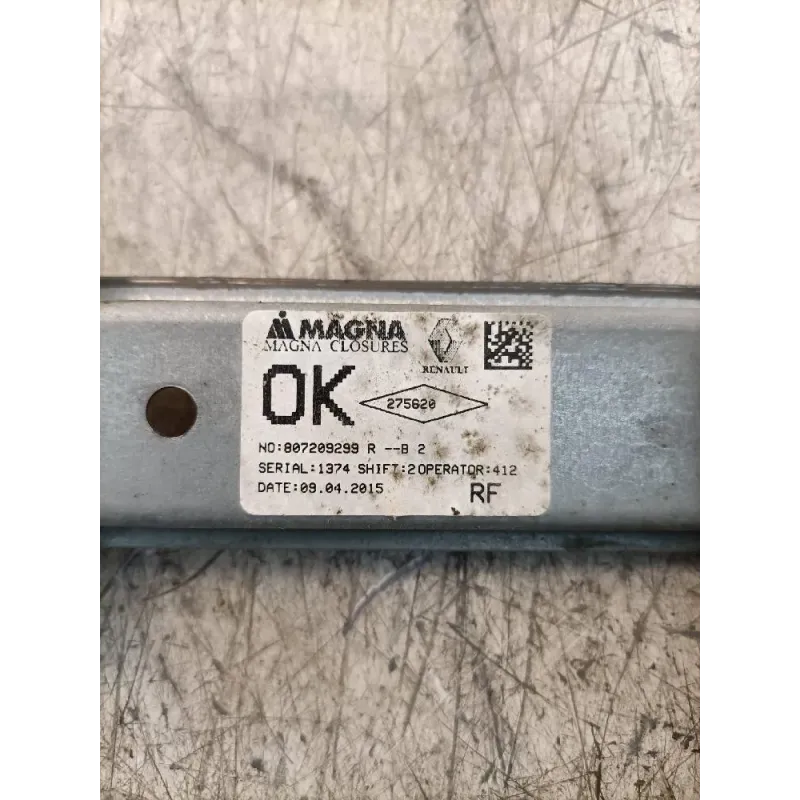 MAGNA
MAGNA CLOSURES
RENAULT
OK
275620
NO:807209299 R --B 2
SERIAL:1374 SHIFT:2OPERATOR:412
DATE:09.04.2015
RF